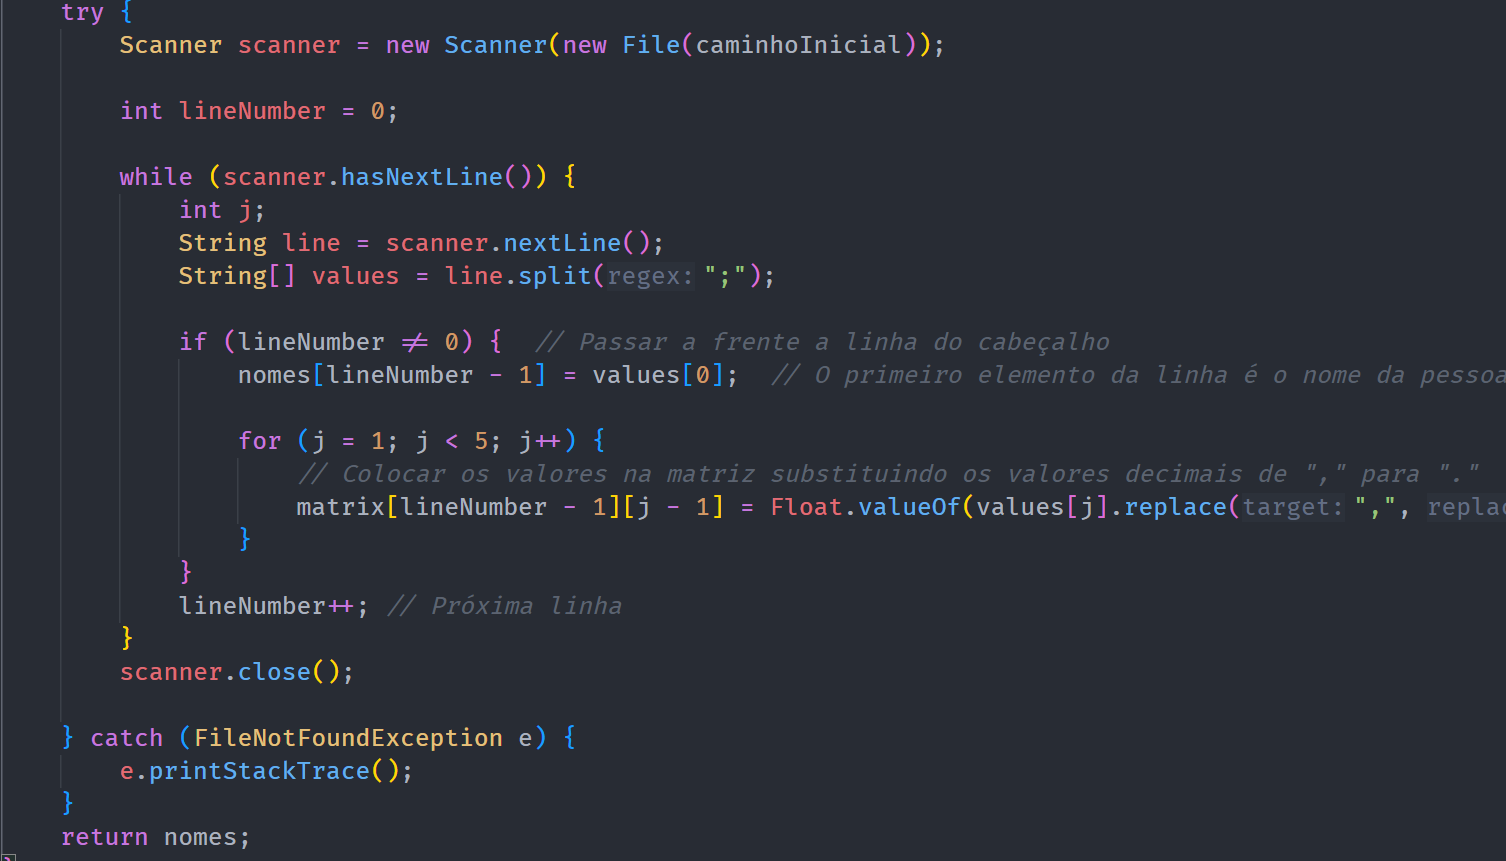 try {
Scanner scanner = new Scanner(new File(caminhoInicial));
int lineNumber = 0;
while (scanner.hasNextLine()) {
int j;
String line = scanner.nextLine();
String[] values = line.split(regex: ";");
if (lineNumber != 0) { // Passar a frente a linha do cabeçalho
nomes[lineNumber - 1] = values[0]; // O primeiro elemento da linha é o nome da pessoa
for (j = 1; j < 5; j++) {
// Colocar os valores na matriz substituindo os valores decimais de "," para "."
matrix[lineNumber - 1][j - 1] = Float.valueOf(values[j].replace(target: ",",
}
}
lineNumber++; // Próxima linha
}
scanner.close();
} catch (FileNotFoundException e) {
e.printStackTrace();
}
return nomes;
}